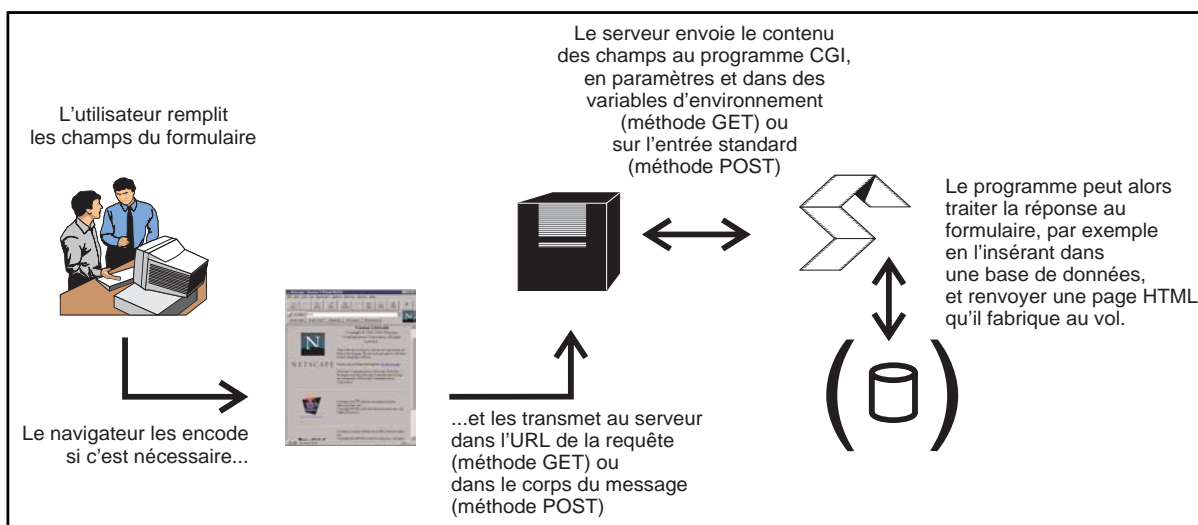 L'utilisateur remplit
les champs du formulaire
Le navigateur les encode
si c'est nécessaire...
N
NETSCAPE
...et les transmet au serveur
dans l'URL de la requête
(méthode GET) ou
dans le corps du message
(méthode POST)
Le serveur envoie le contenu
des champs au programme CGI,
en paramètres et dans des
variables d'environnement
(méthode GET) ou
sur l'entrée standard
(méthode POST)
Le programme peut alors
traiter la réponse au
formulaire, par exemple
en l'insérant dans
une base de données,
et renvoyer une page HTML
qu'il fabrique au vol.